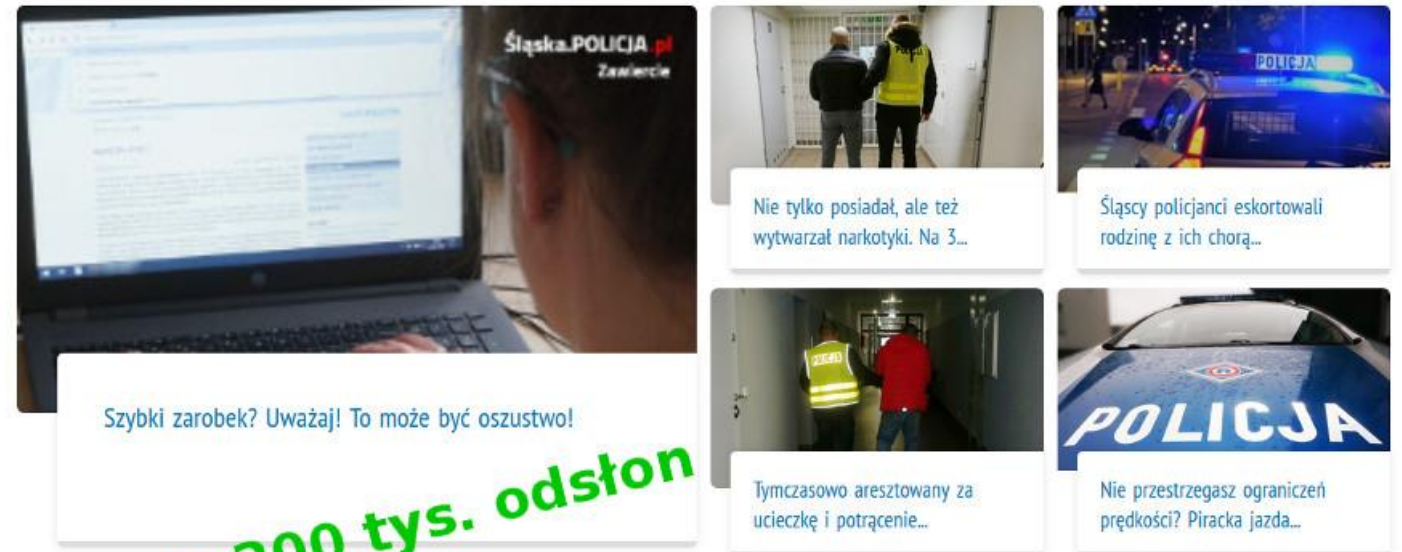 Śląska.POLICJA.pl
Zawiercie
Szybki zarobek? Uważaj! To może być oszustwo!
300 tys. odsłon
POLICJA
Nie tylko posiadał, ale też
wytwarzał narkotyki. Na 3...
POLICJA
Śląscy policjanci eskortowali
rodzinę z ich chorą...
POLICJA
Tymczasowo aresztowany za
ucieczkę i potrącenie...
POLICJA
Nie przestrzegasz ograniczeń
prędkości? Piracka jazda...